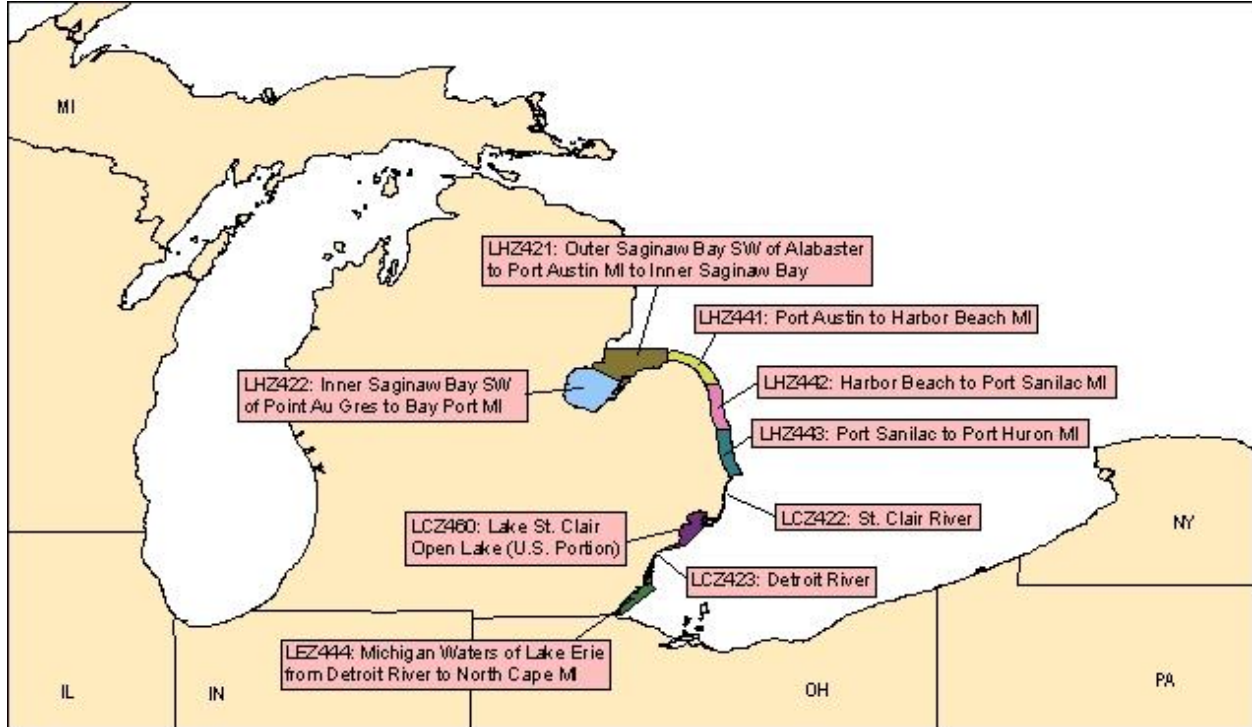 MI
LHZ421: Outer Saginaw Bay SW of Alabaster
to Port Austin MI to Inner Saginaw Bay
LHZ441: Port Austin to Harbor Beach MI
LHZ422: Inner Saginaw Bay SW
of Point Au Gres to Bay Port MI
LHZ442: Harbor Beach to Port Sanilac MI
LHZ443: Port Sanilac to Port Huron MI
LCZ460: Lake St. Clair
Open Lake (U.S. Portion)
LCZ422: St. Clair River
NY
LCZ423: Detroit River
LEZ444: Michigan Waters of Lake Erie
from Detroit River to North Cape MI
IL
IN
OH
PA